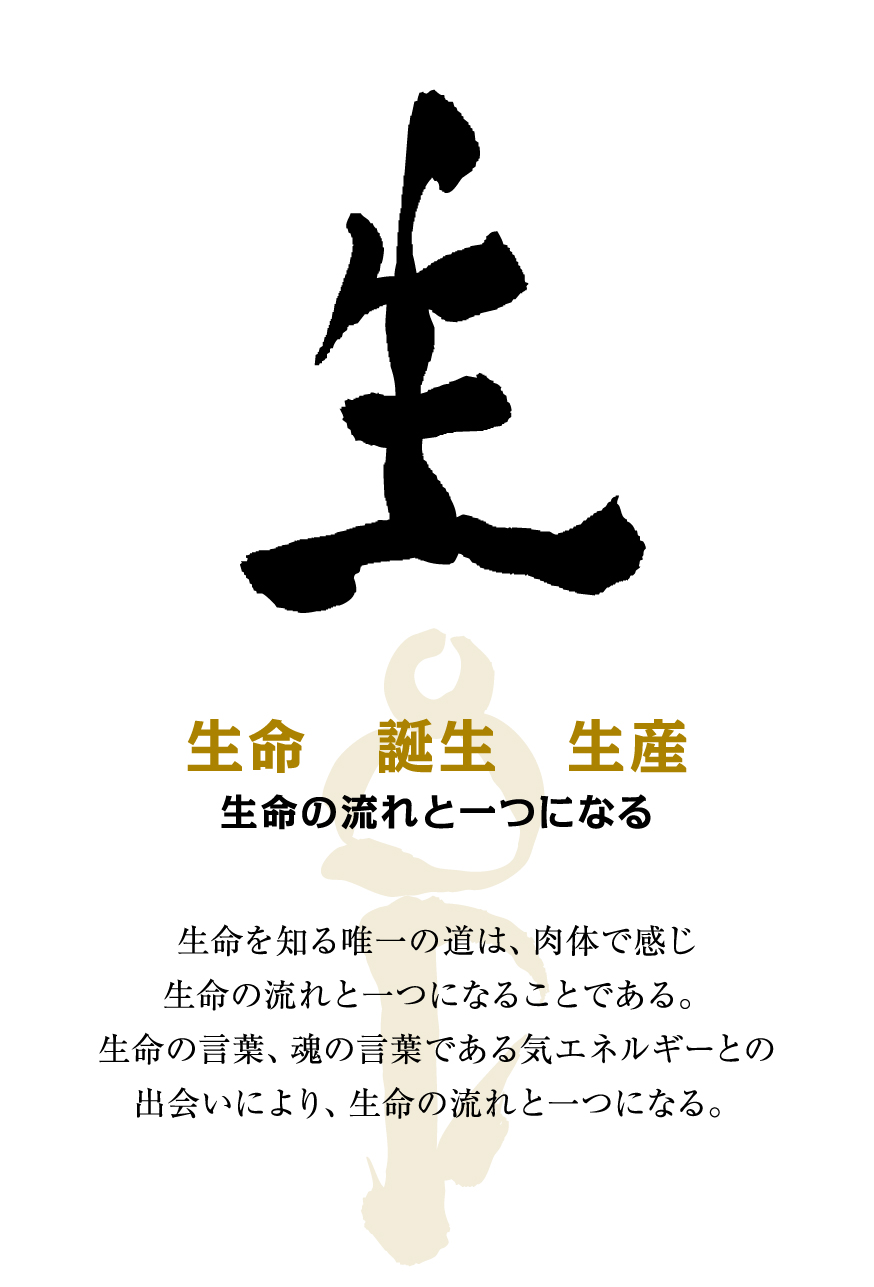 生
生命　誕生　生産
生命の流れと一つになる
生命を知る唯一の道は、肉体で感じ
生命の流れと一つになることである。
生命の言葉、魂の言葉である気エネルギーとの
出会いにより、生命の流れと一つになる。